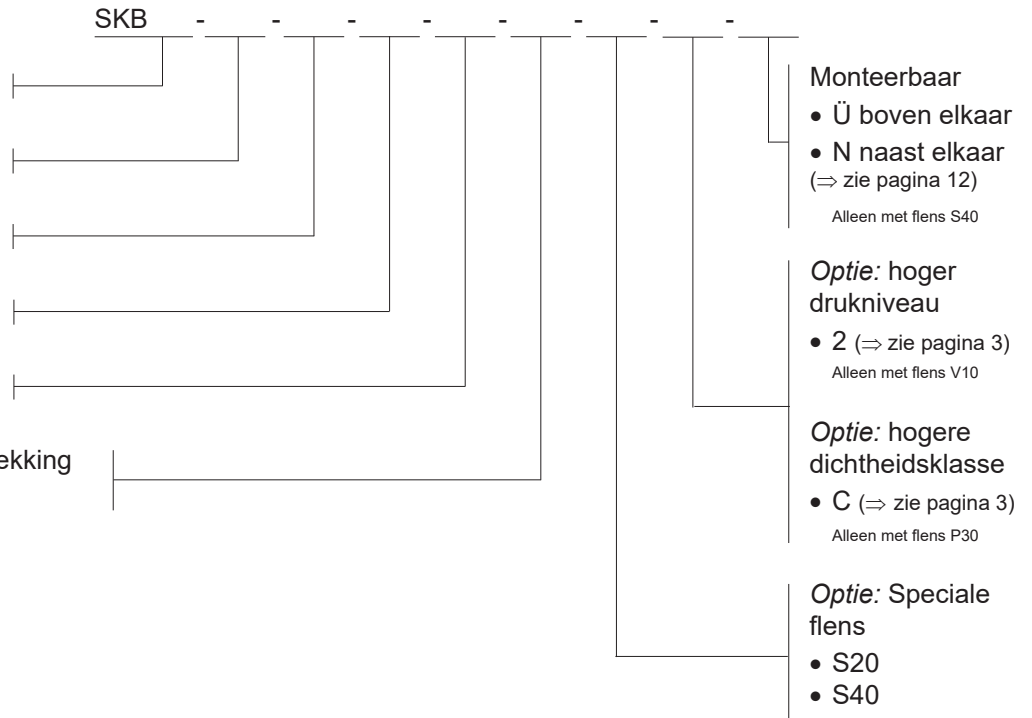 SKB - - - - - - - -
Monteerbaar
• Ü boven elkaar
• N naast elkaar
(⇒ zie pagina 12)
Alleen met flens S40
Optie: hoger
drukniveau
• 2 (⇒ zie pagina 3)
Alleen met flens V10
ekking
Optie: hogere
dichtheidsklasse
• C (⇒ zie pagina 3)
Alleen met flens P30
Optie: Speciale
flens
• S20
• S40